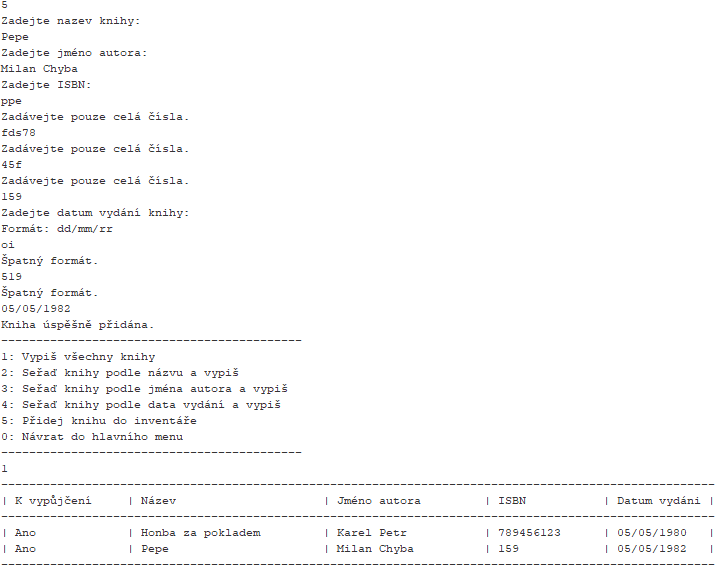 5
Zadejte nazev knihy:
Pepe
Zadejte jméno autora:
Milan Chyba
Zadejte ISBN:
ppe
Zadávejte pouze celá čísla.
fds78
Zadávejte pouze celá čísla.
45f
Zadávejte pouze celá čísla.
159
Zadejte datum vydání knihy:
Formát: dd/mm/rr
oi
Špatný formát.
519
Špatný formát.
05/05/1982
Kniha úspěšně přidána.
-------------------------------------------
1: Vypiš všechny knihy
2: Seřaď knihy podle názvu a vypiš
3: Seřaď knihy podle jména autora a vypiš
4: Seřaď knihy podle data vydání a vypiš
5: Přidej knihu do inventáře
0: Návrat do hlavního menu
-------------------------------------------
1
------------------------------------------------------------------------------------------------------
| K vypůjčení     | Název                     | Jméno autora         | ISBN           | Datum vydání |
------------------------------------------------------------------------------------------------------
| Ano             | Honba za pokladem         | Karel Petr           | 789456123      | 05/05/1980   |
| Ano             | Pepe                      | Milan Chyba          | 159            | 05/05/1982   |
------------------------------------------------------------------------------------------------------